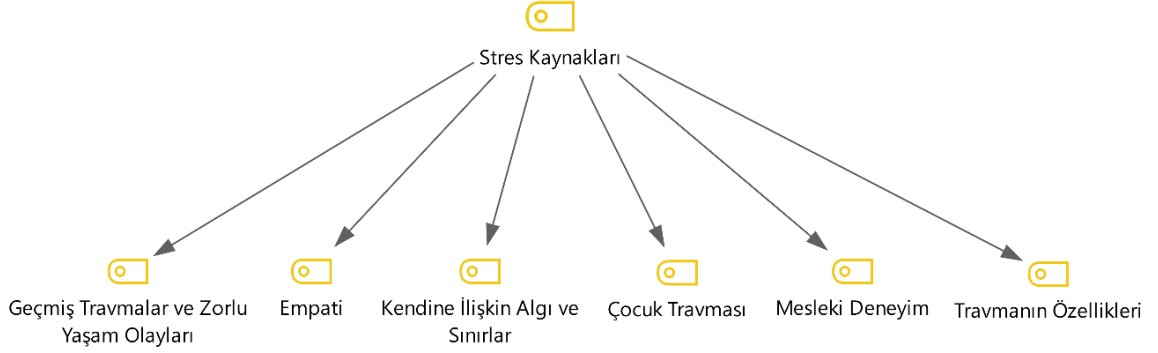 Stres Kaynakları
Geçmiş Travmalar ve Zorlu
Yaşam Olayları
Empati
Kendine İlişkin Algı ve
Sınırlar
Çocuk Travması
Mesleki Deneyim
Travmanın Özellikleri